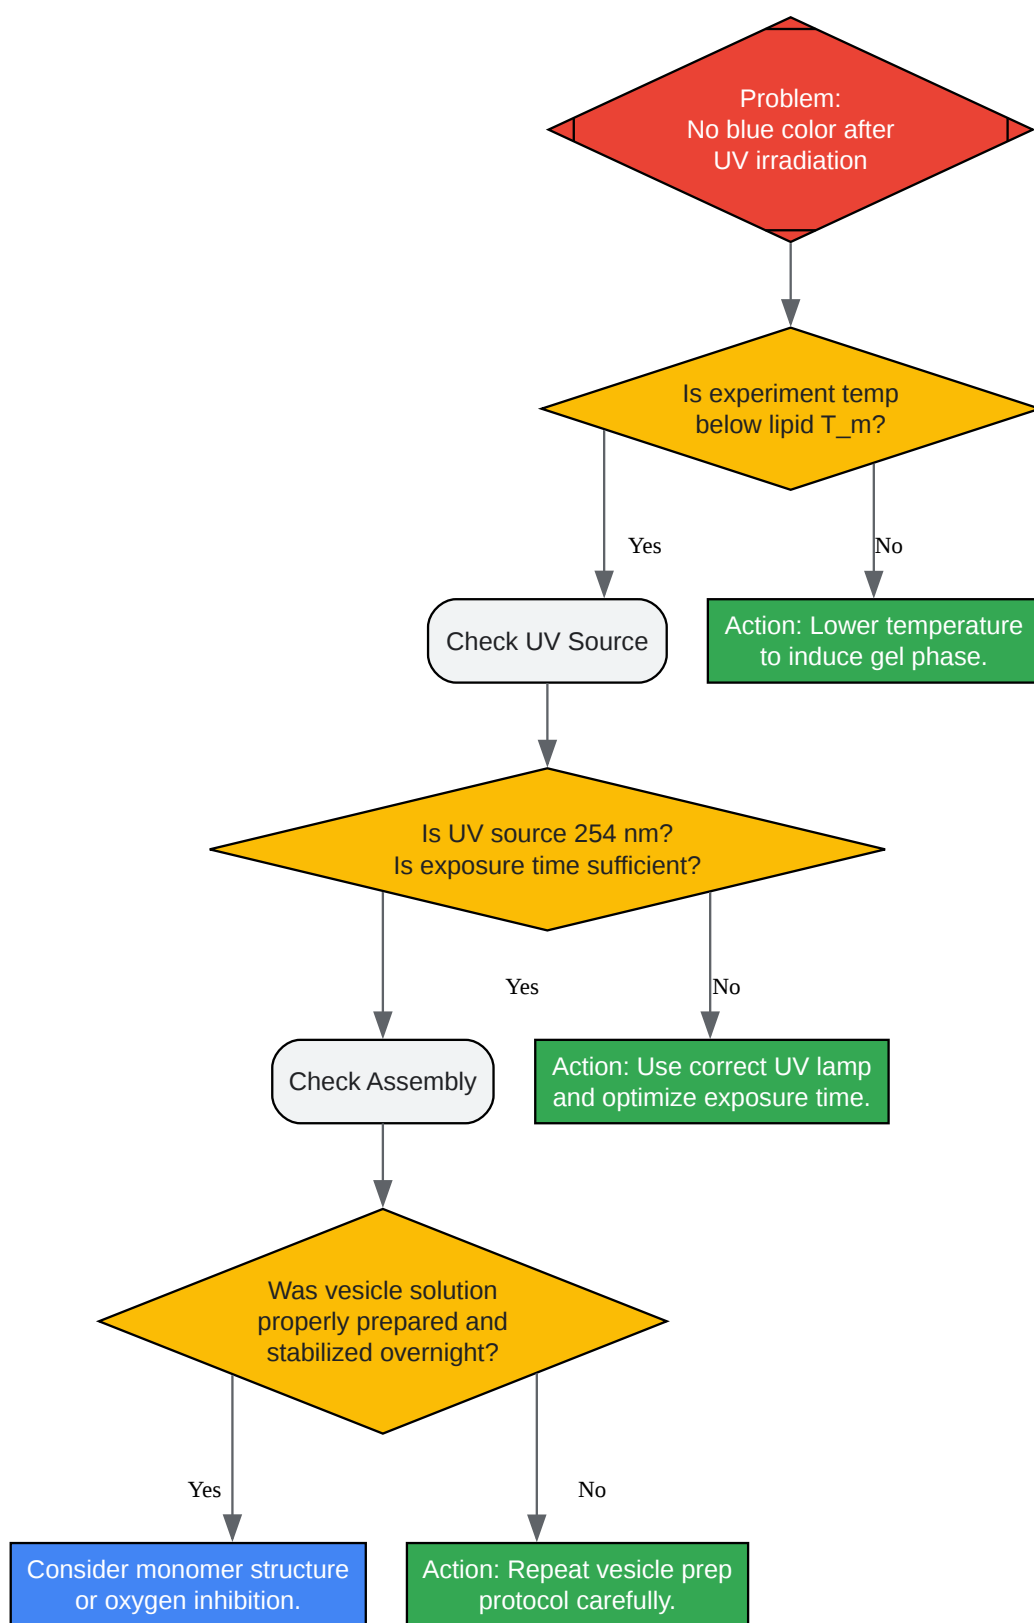 Problem:
No blue color after
UV irradiation
Is experiment temp
below lipid T_m?
Yes
No
Check UV Source
Action: Lower temperature
to induce gel phase.
Is UV source 254 nm?
Is exposure time sufficient?
Yes
No
Check Assembly
Action: Use correct UV lamp
and optimize exposure time.
Was vesicle solution
properly prepared and
stabilized overnight?
Yes
No
Consider monomer structure
or oxygen inhibition.
Action: Repeat vesicle prep
protocol carefully.